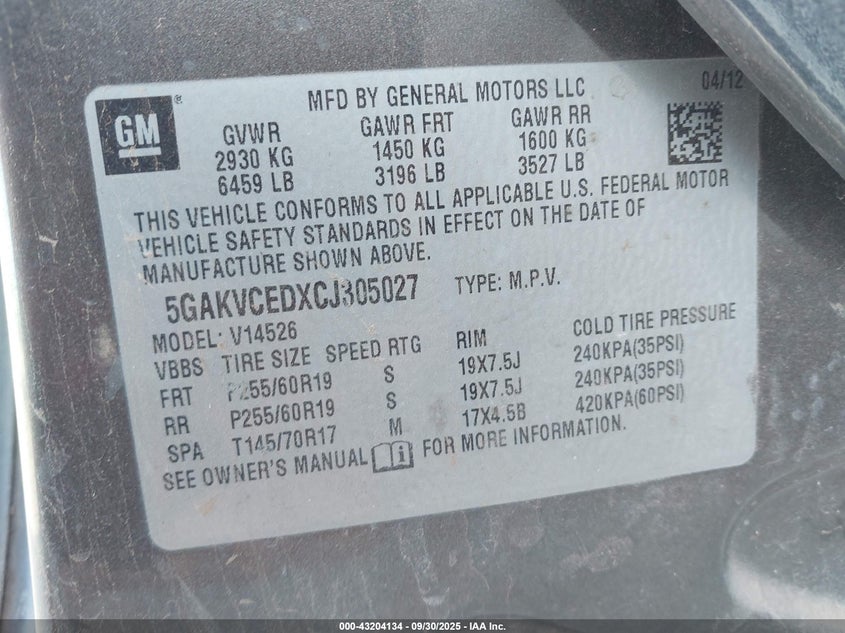 MFD BY GENERAL MOTORS LLC 04/12
GM ®
GVWR GAWR FRT GAWR RR
2930 KG 1450 KG 1600 KG
6459 LB 3196 LB 3527 LB
THIS VEHICLE CONFORMS TO ALL APPLICABLE U.S. FEDERAL MOTOR
VEHICLE SAFETY STANDARDS IN EFFECT ON THE DATE OF
MANUFACTURE SHOWN ABOVE.
5GAKVCEDXCJ305027 TYPE: M.P.V.
MODEL: V14526
VBBS TIRE SIZE SPEED RTG RIM COLD TIRE PRESSURE
FRT P255/60R19 S 19X7.5J 240KPA(35PSI)
RR P255/60R19 S 19X7.5J 240KPA(35PSI)
SPA T145/70R17 M 17X4.5B 420KPA(60PSI)
SEE OWNER'S MANUAL i FOR MORE INFORMATION.
000-43204134 - 09/30/2025 - IAA Inc.